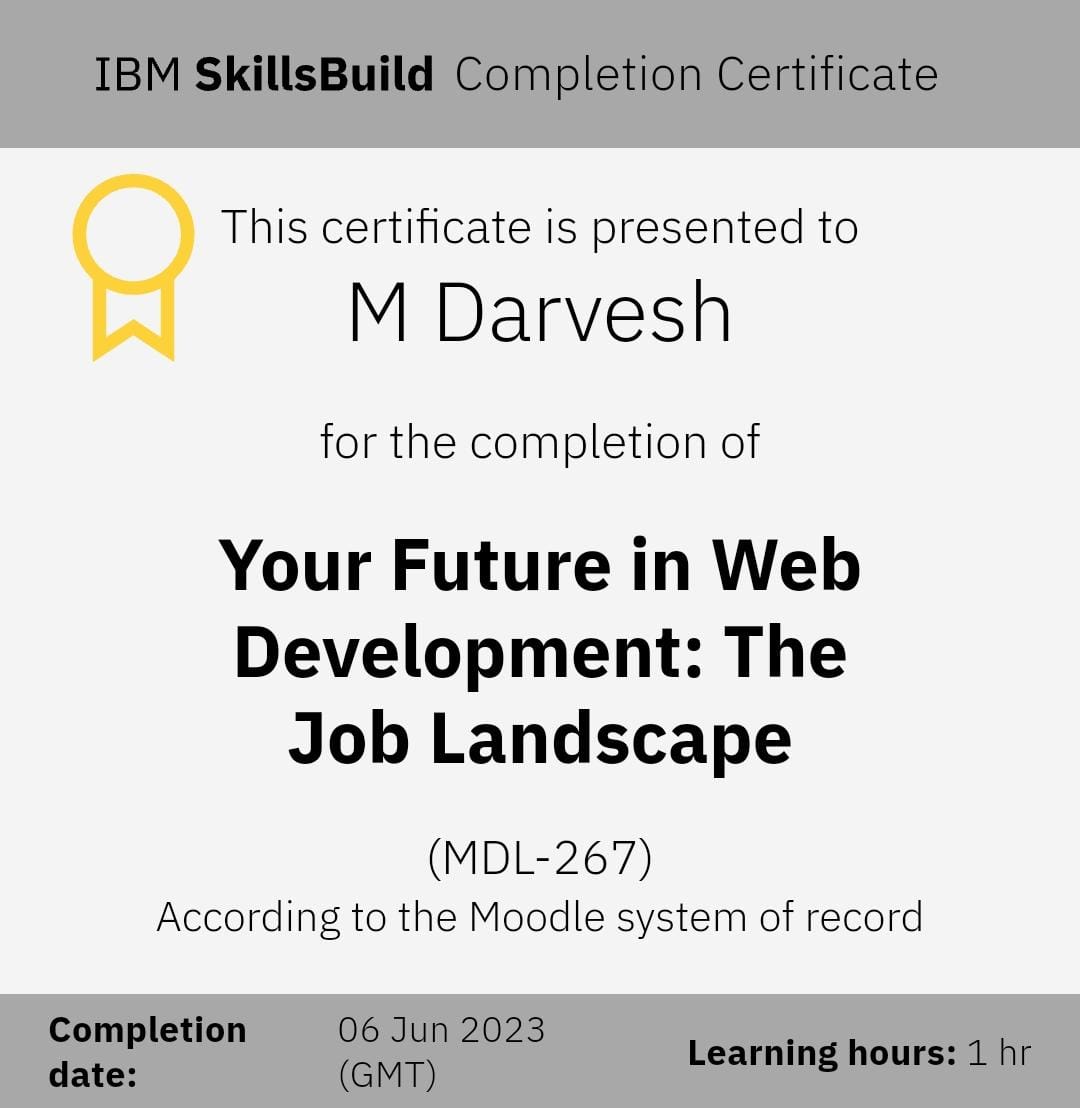 IBM SkillsBuild Completion Certificate
This certificate is presented to
M Darvesh
for the completion of
Your Future in Web
Development: The
Job Landscape
(MDL-267)
According to the Moodle system of record
Completion
date:
06 Jun 2023
(GMT)
Learning hours: 1 hr